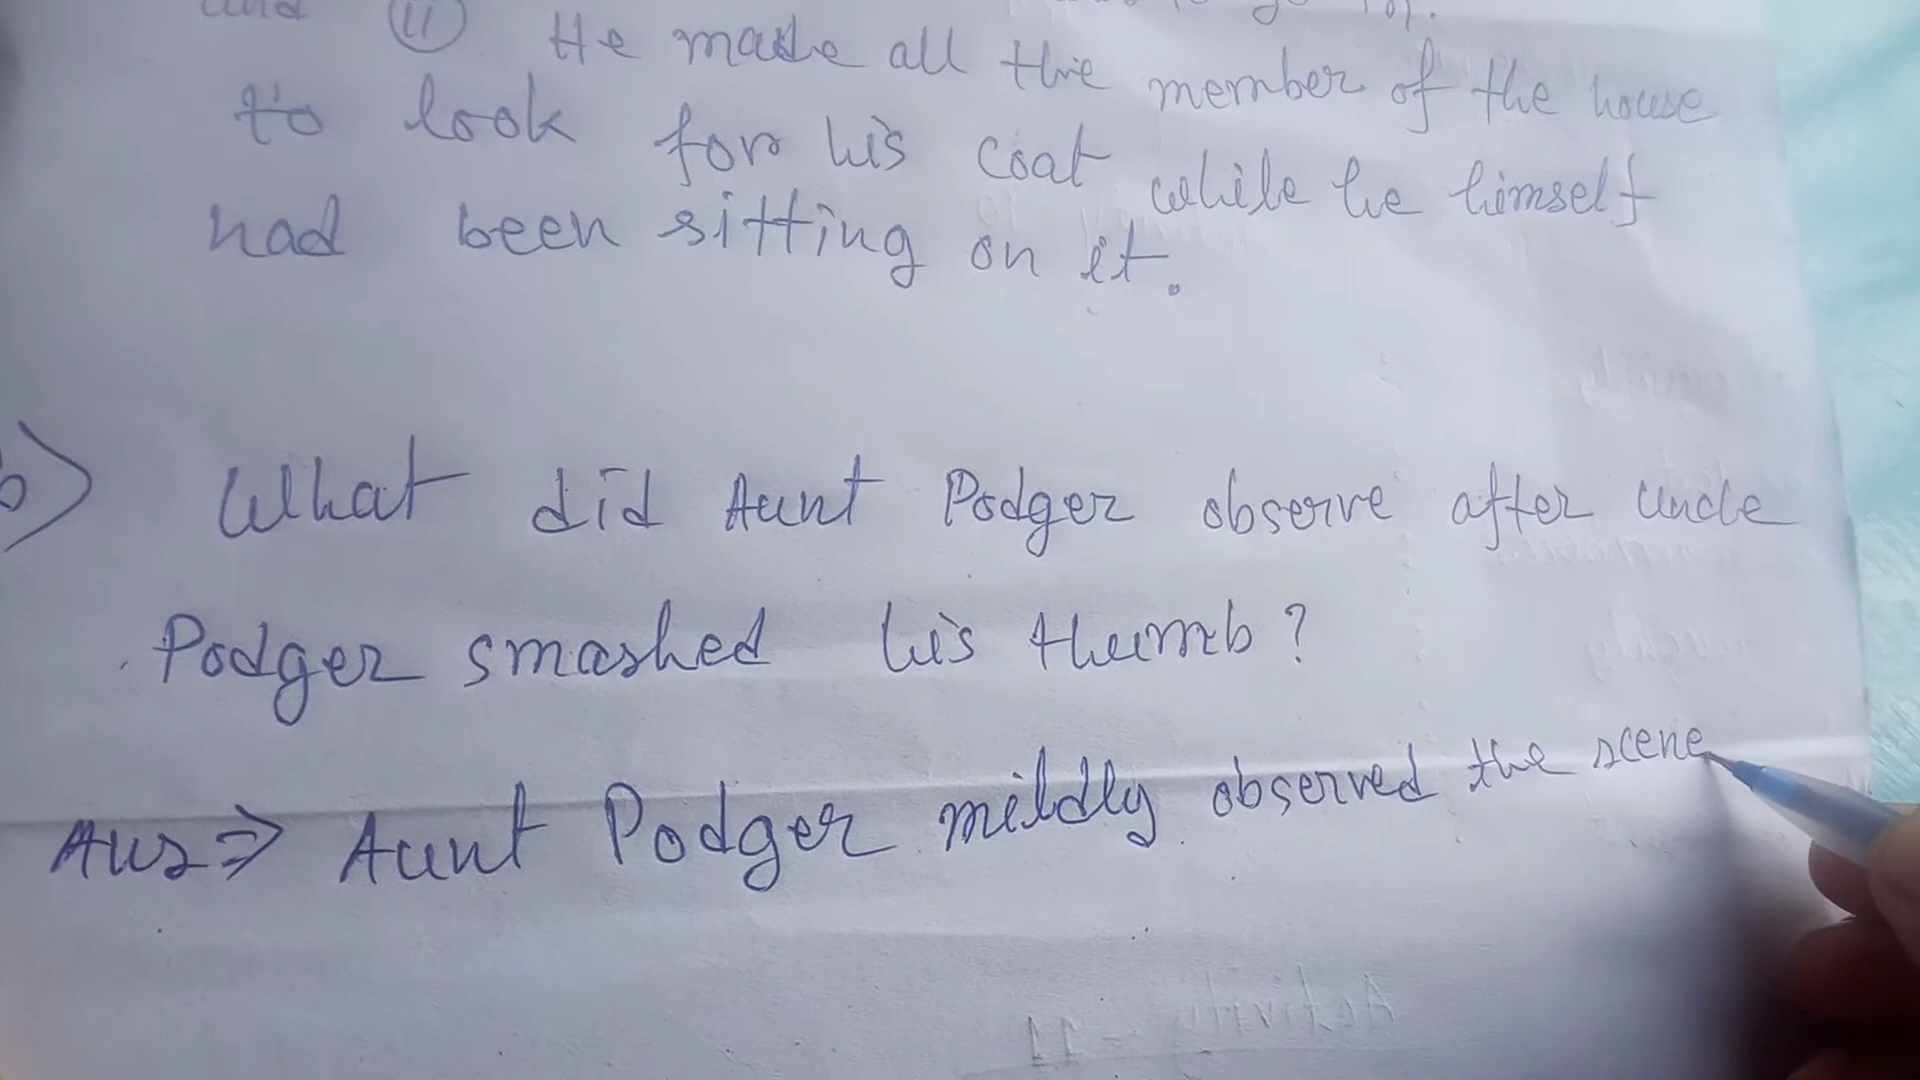 and
(ii) He made all the member of the house
to look for his coat while he himself
had been sitting on it.
b) What did Aunt Podger observe after uncle
Podger smashed his thumb?
Ans => Aunt Podger mildly observed the scene